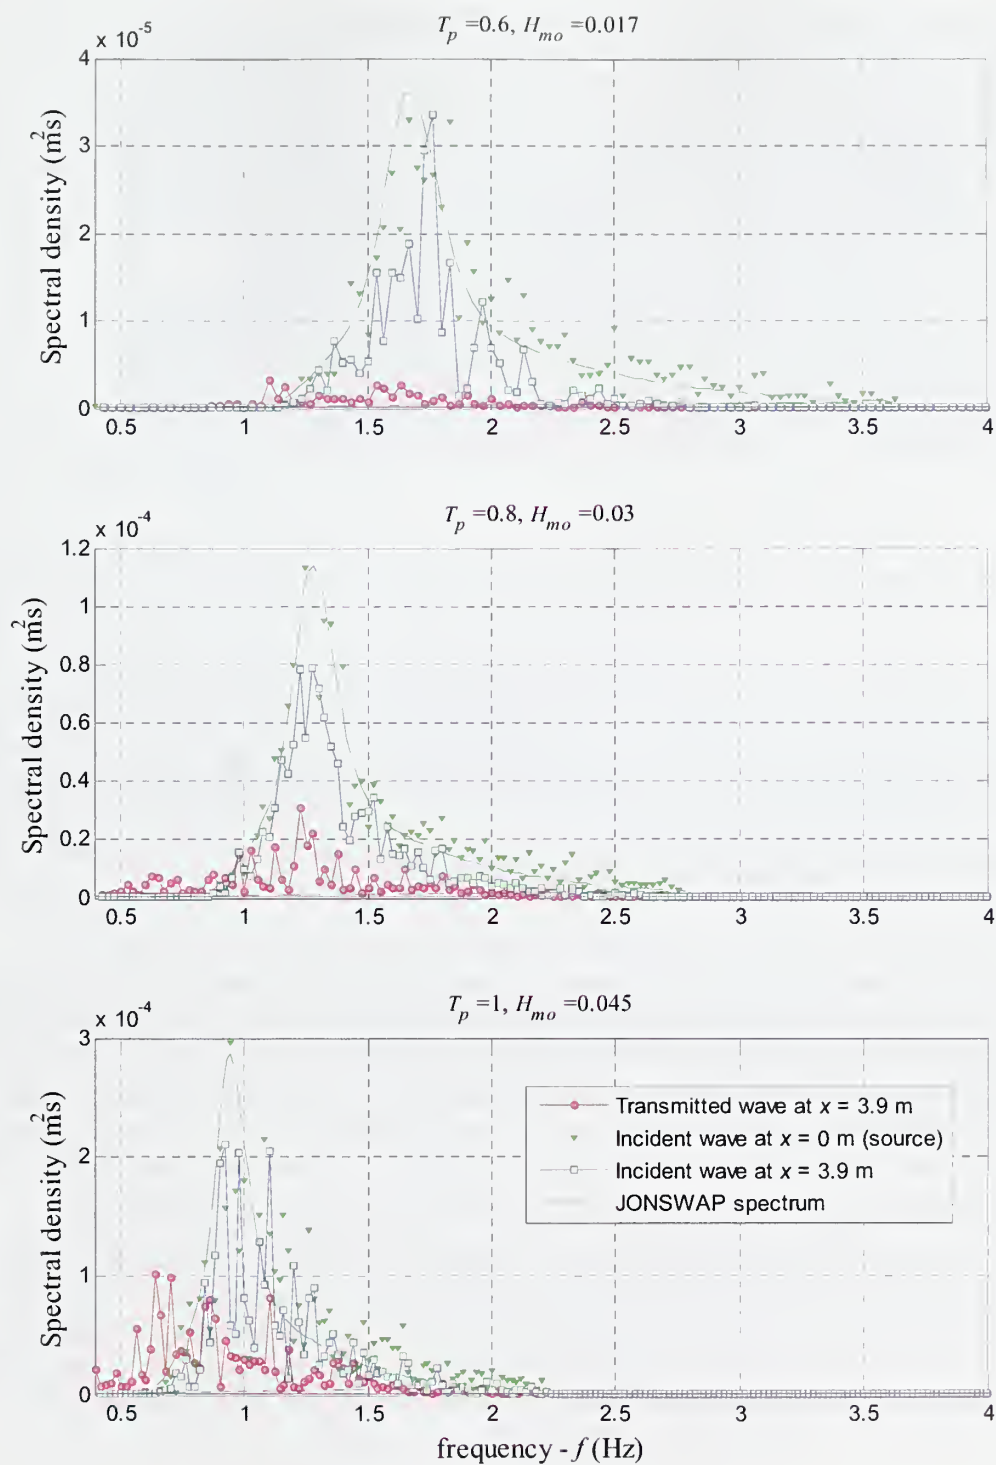 T_p =0.6, H_mo =0.017
x 10^-5
4
3
2
1
0
Spectral density (m^2s)
0.5 1 1.5 2 2.5 3 3.5 4
T_p =0.8, H_mo =0.03
x 10^-4
1.2
1
0.8
0.6
0.4
0.2
0
Spectral density (m^2s)
0.5 1 1.5 2 2.5 3 3.5 4
T_p =1, H_mo =0.045
x 10^-4
3
2
1
0
Spectral density (m^2s)
Transmitted wave at x = 3.9 m
Incident wave at x = 0 m (source)
Incident wave at x = 3.9 m
JONSWAP spectrum
0.5 1 1.5 2 2.5 3 3.5 4
frequency - f (Hz)